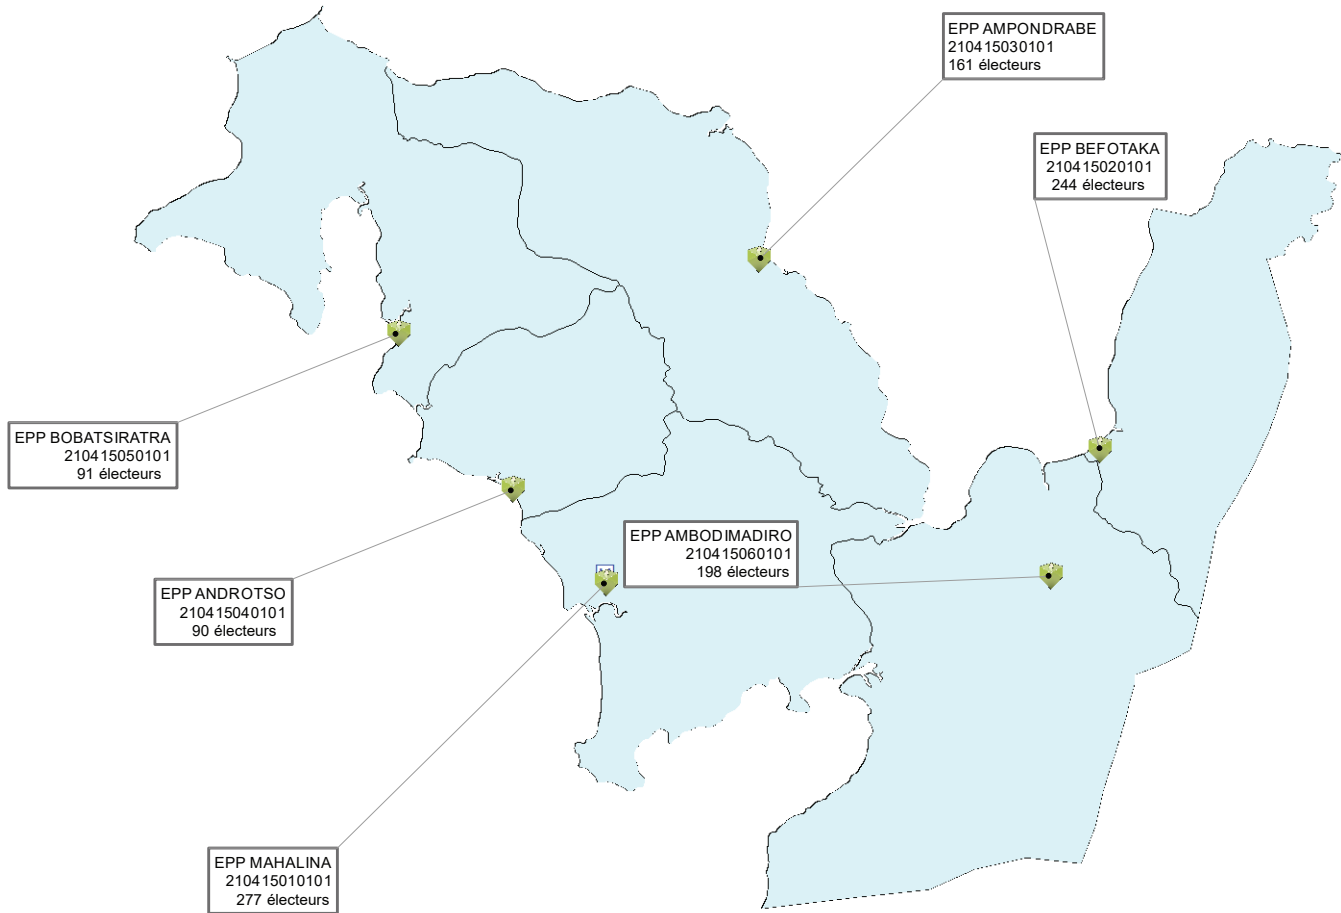 EPP AMPONDRABE
210415030101
161 électeurs
EPP BEFOTAKA
210415020101
244 électeurs
EPP BOBATSIRATRA
210415050101
91 électeurs
EPP AMBODIMADIRO
210415060101
198 électeurs
EPP ANDROTSO
210415040101
90 électeurs
EPP MAHALINA
210415010101
277 électeurs